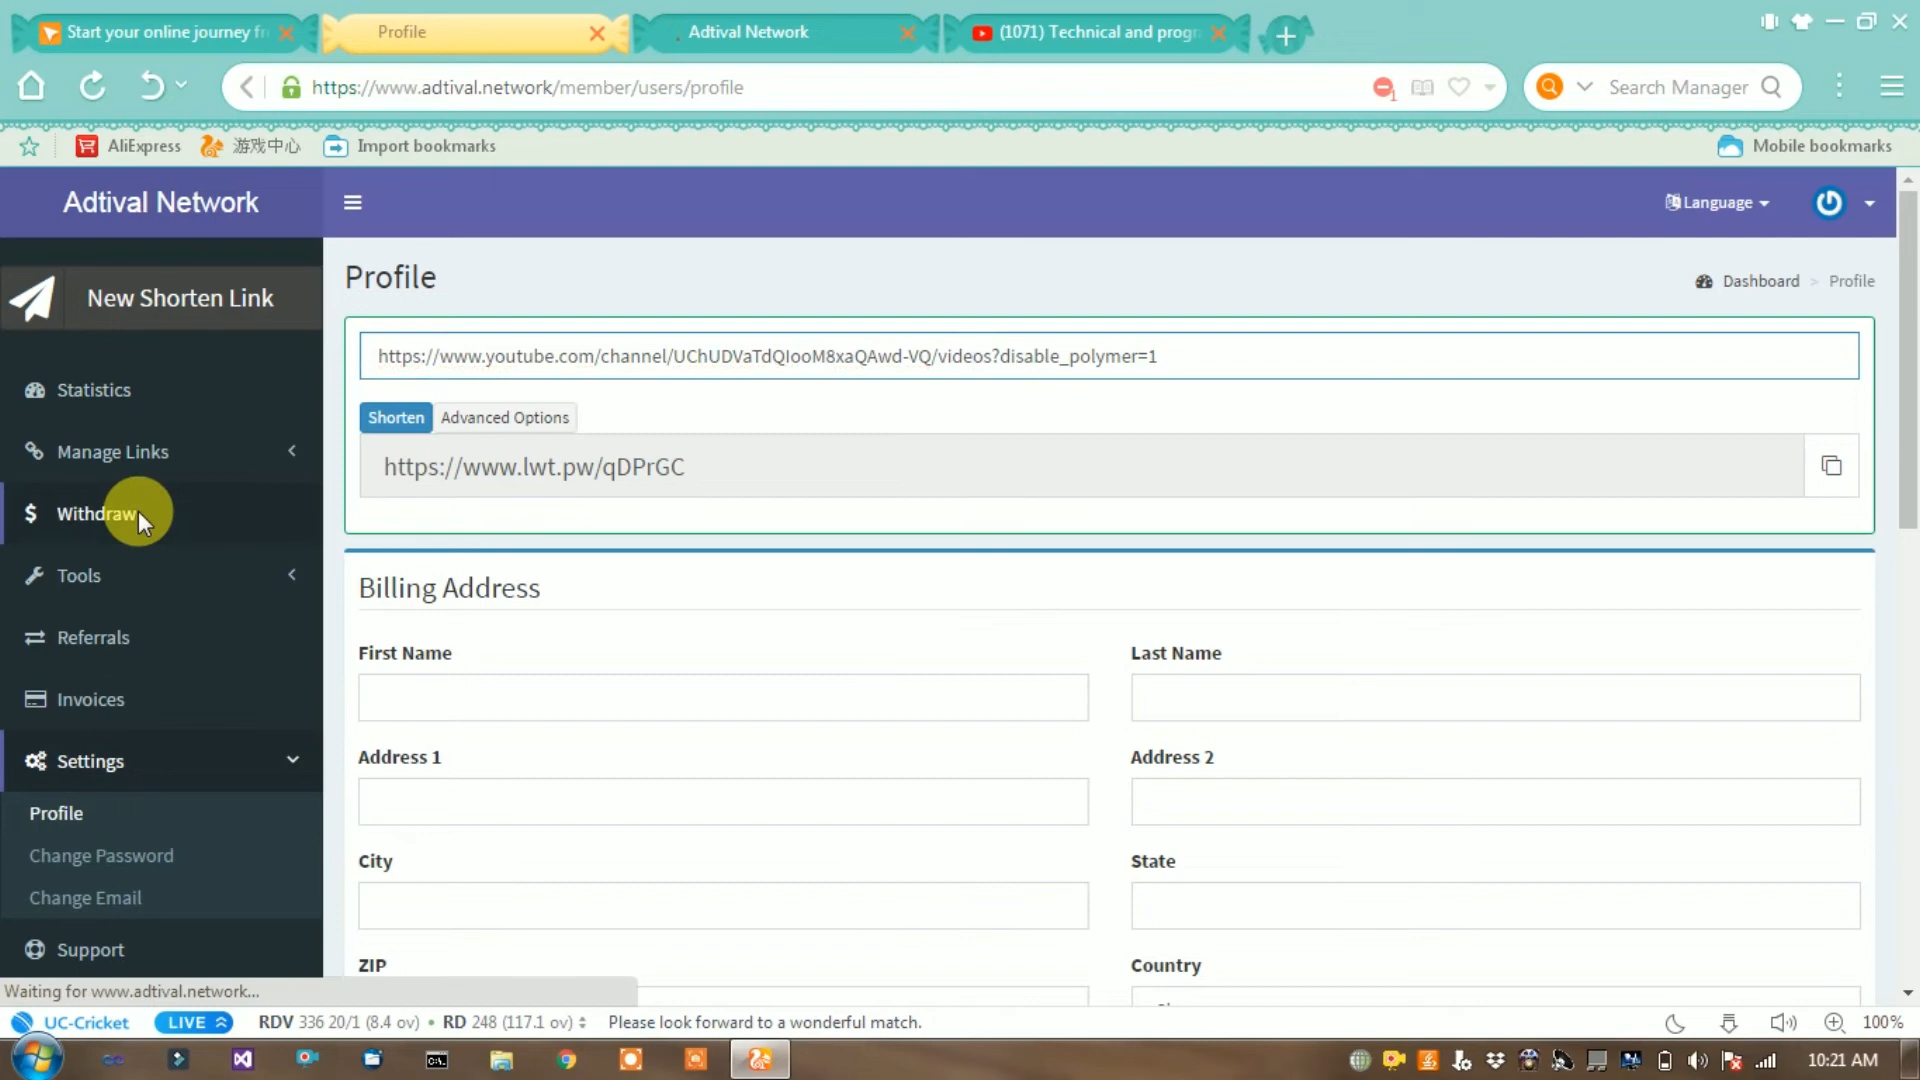 Start your online journey fr
Profile
Adtival Network
(1071) Technical and progr
https://www.adtival.network/member/users/profile
1
Search Manager
AliExpress
游戏中心
Import bookmarks
Mobile bookmarks
Adtival Network
Language
New Shorten Link
Profile
Dashboard > Profile
https://www.youtube.com/channel/UChUDVaTdQIooM8xaQAwd-VQ/videos?disable_polymer=1
Shorten
Advanced Options
https://www.lwt.pw/qDPrGC
Statistics
Manage Links
Withdraw
Tools
Referrals
Invoices
Settings
Profile
Change Password
Change Email
Support
Billing Address
First Name
Last Name
Address 1
Address 2
City
State
ZIP
Country
Waiting for www.adtival.network...
UC-Cricket
LIVE
RDV 336 20/1 (8.4 ov) • RD 248 (117.1 ov)
Please look forward to a wonderful match.
100%
10:21 AM